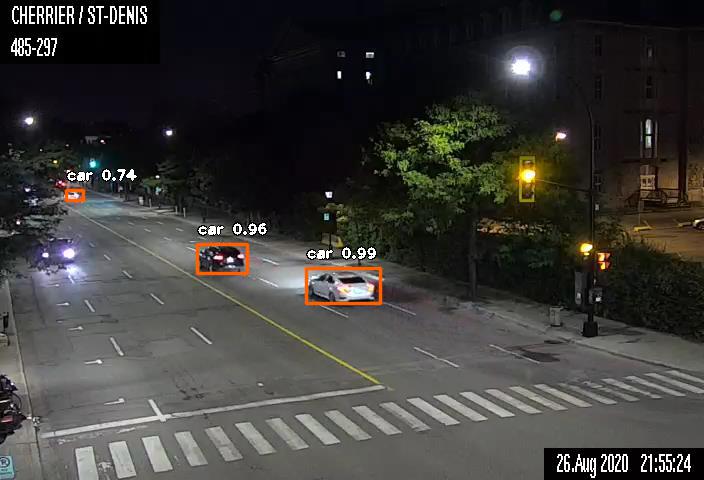 CHERRIER / ST-DENIS
485-297
car 0.74
car 0.96
car 0.99
26.Aug 2020 21:55:24